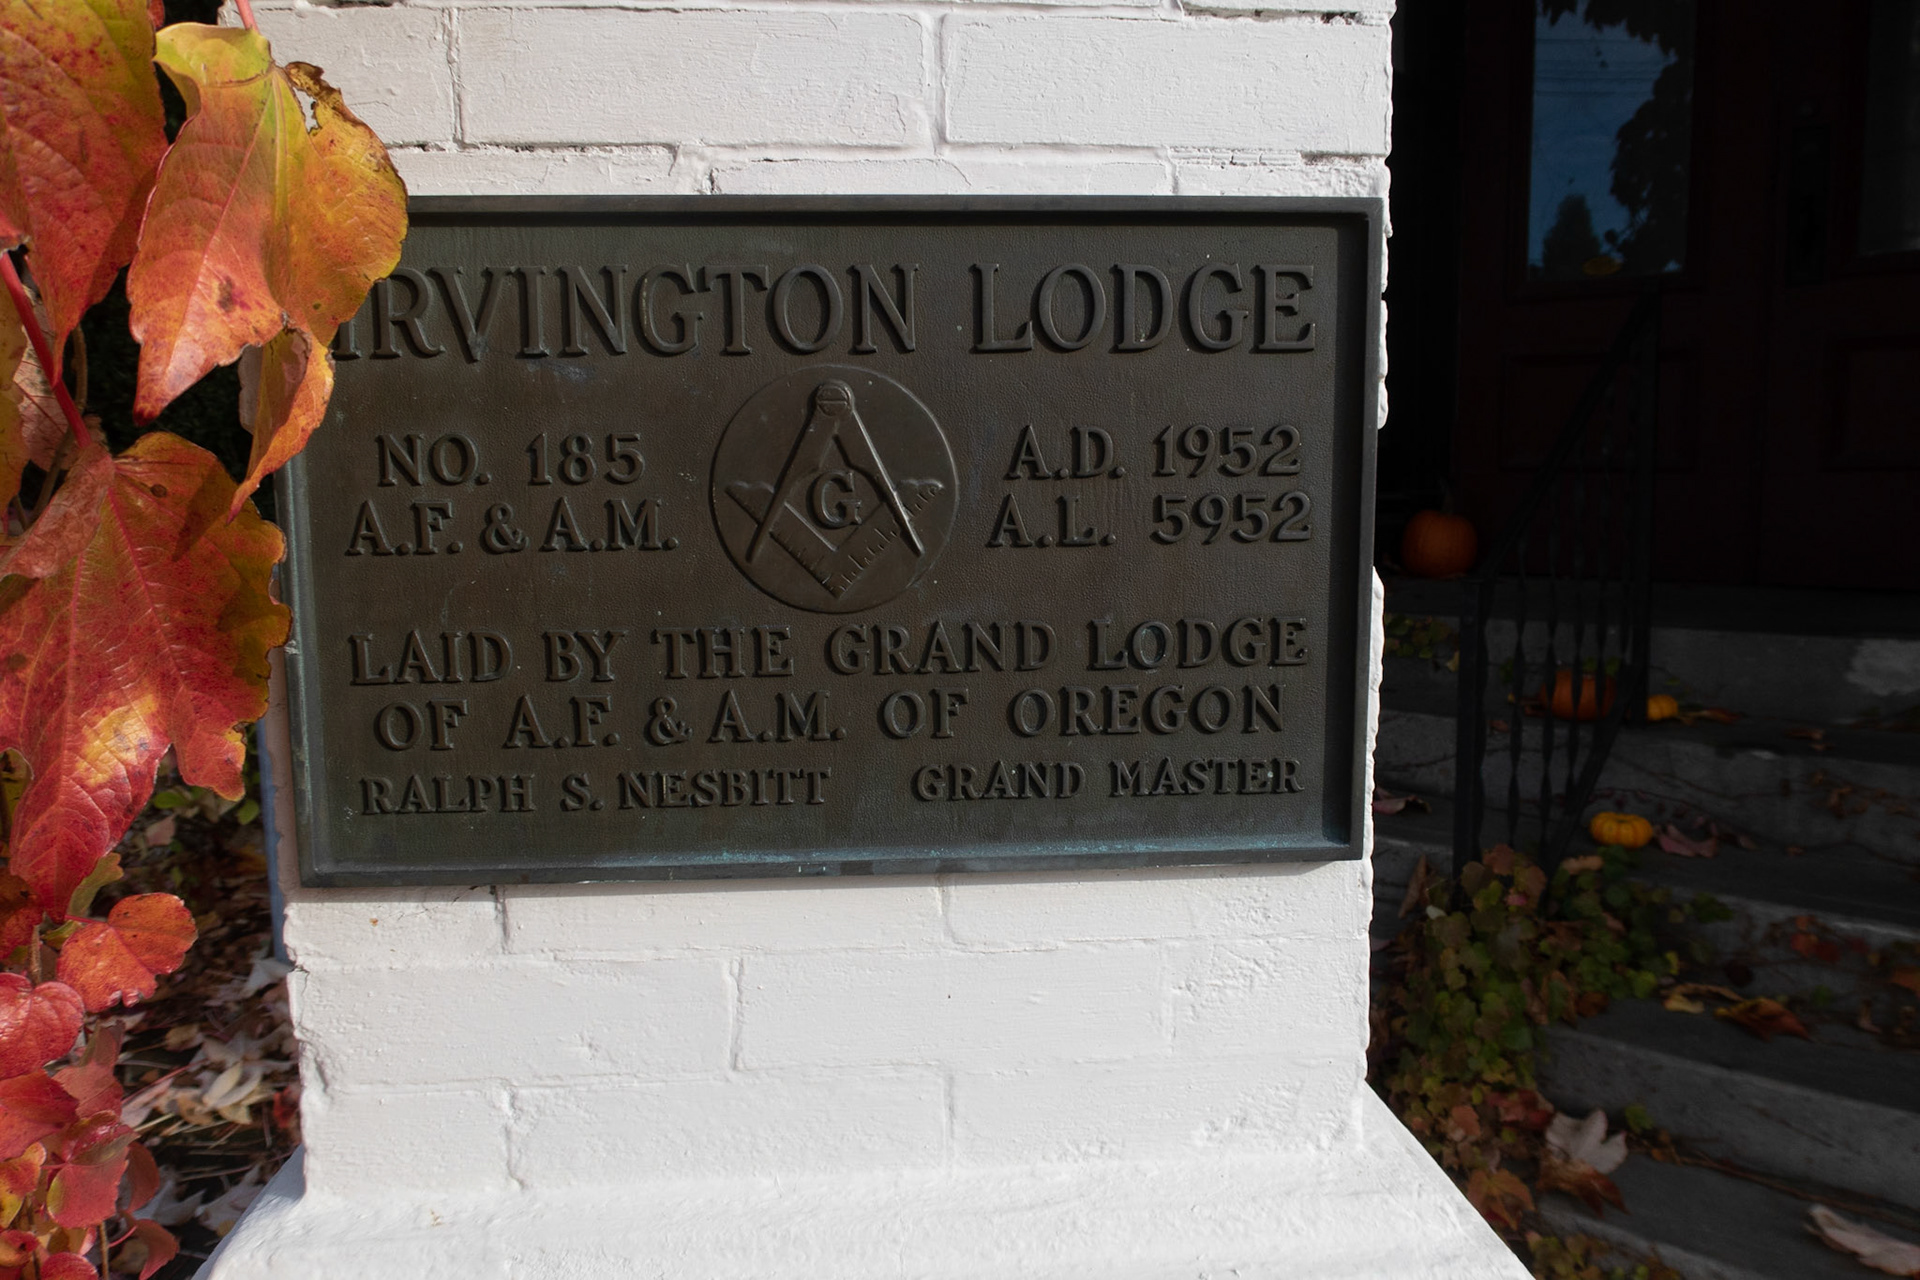 IRVINGTON LODGE
NO. 185
A.F. & A.M.
G
A.D. 1952
A.L. 5952
LAID BY THE GRAND LODGE
OF A.F. & A.M. OF OREGON
RALPH S. NESBITT GRAND MASTER